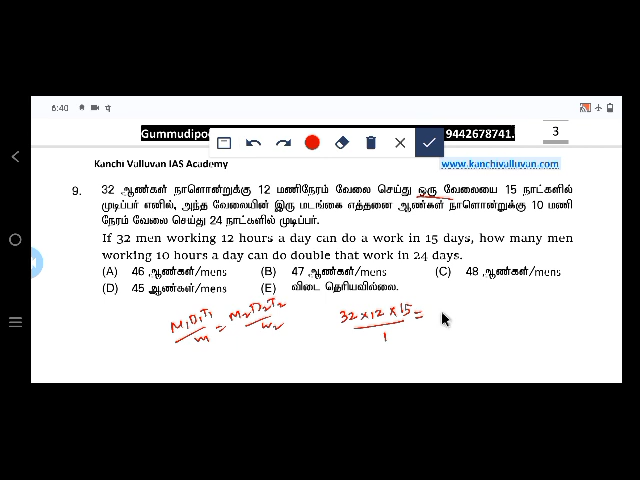 6:40
Gummudipo
9442678741.
3
Kanchi Valluvan IAS Academy www.kanchivalluvan.com
9. 32 ஆண்கள் நாளொன்றுக்கு 12 மணிநேரம் வேலை செய்து ஒரு வேலையை 15 நாட்களில்
முடிப்பர் எனில், அந்த வேலையின் இரு மடங்கை எத்தனை ஆண்கள் நாளொன்றுக்கு 10 மணி
நேரம் வேலை செய்து 24 நாட்களில் முடிப்பர்.
If 32 men working 12 hours a day can do a work in 15 days, how many men
working 10 hours a day can do double that work in 24 days.
(A) 46 ஆண்கள்/mens (B) 47 ஆண்கள்/mens (C) 48 ஆண்கள்/mens
(D) 45 ஆண்கள்/mens (E) விடை தெரியவில்லை.
M₁D₁T₁ / W₁ = M₂D₂T₂ / W₂ 32 × 12 × 15 / 1 =